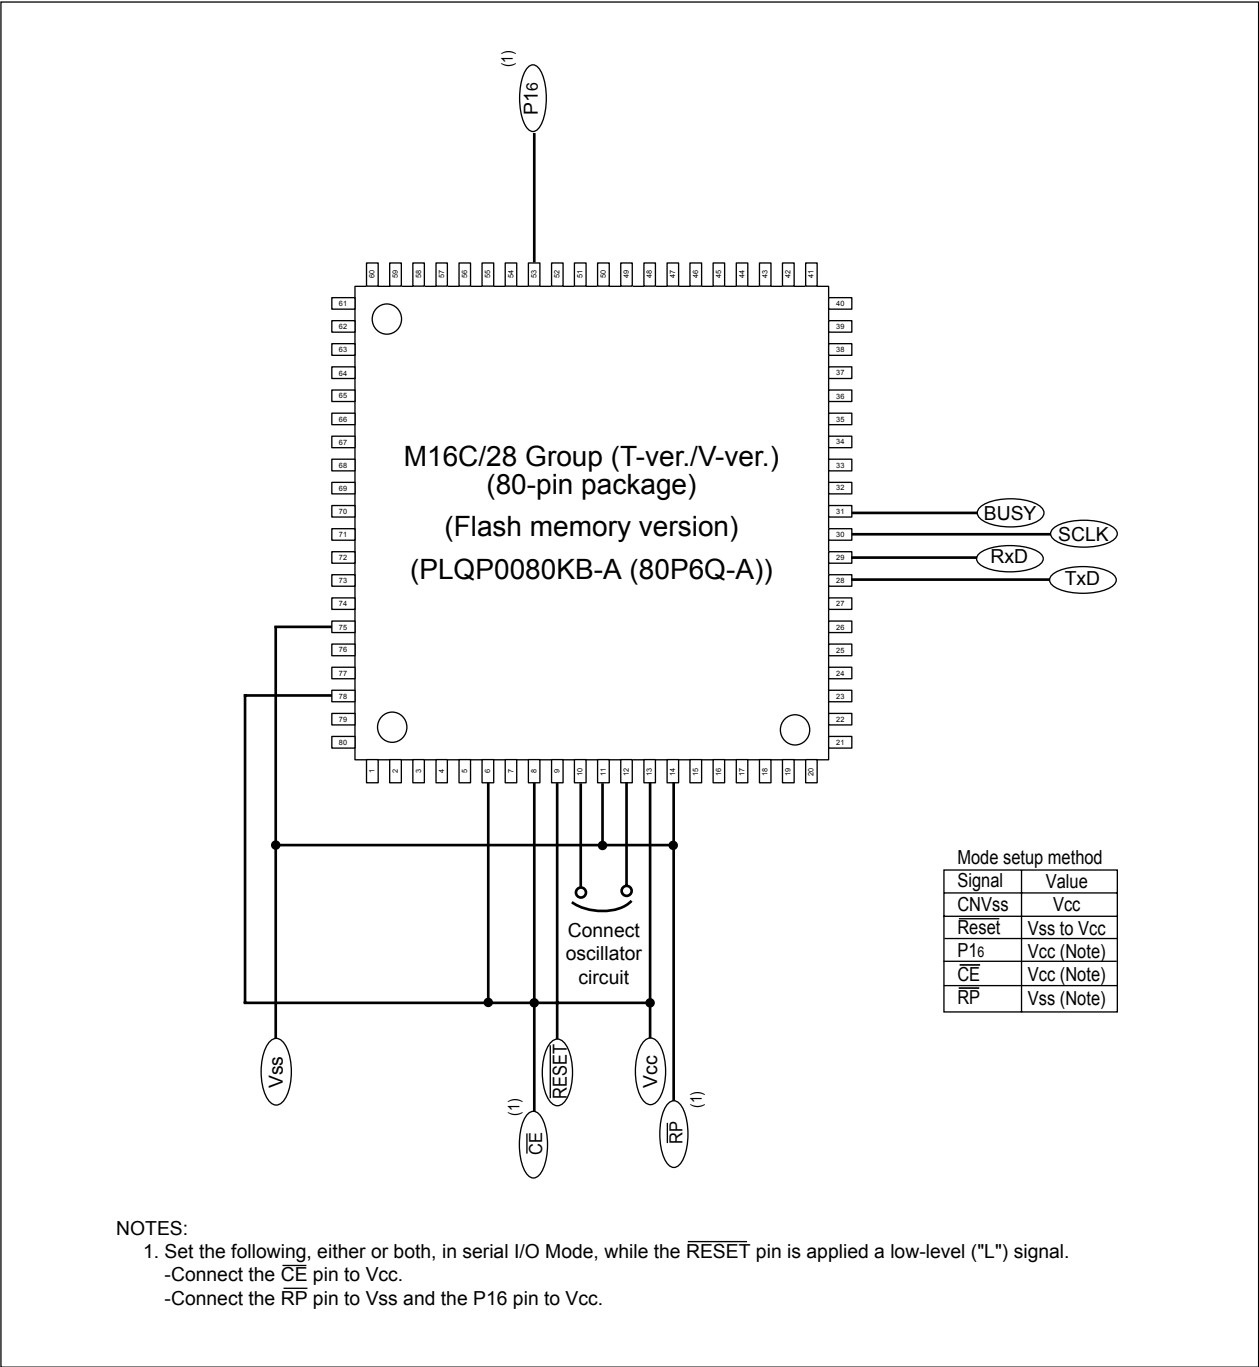 (1)
P16
60 59 58 57 56 55 54 53 52 51 50 49 48 47 46 45 44 43 42 41
61
62
63
64
65
66
67
68
69
70
71
72
73
74
75
76
77
78
79
80
40
39
38
37
36
35
34
33
32
31
30
29
28
27
26
25
24
23
22
21
M16C/28 Group (T-ver./V-ver.)
(80-pin package)
(Flash memory version)
(PLQP0080KB-A (80P6Q-A))
BUSY
SCLK
RxD
TxD
1 2 3 4 5 6 7 8 9 10 11 12 13 14 15 16 17 18 19 20
Connect
oscillator
circuit
Mode setup method
Signal Value
CNVss Vcc
Reset Vss to Vcc
P16 Vcc (Note)
CE Vcc (Note)
RP Vss (Note)
Vss
(1)
CE
RESET
Vcc
RP
(1)
NOTES:
1. Set the following, either or both, in serial I/O Mode, while the RESET pin is applied a low-level ("L") signal.
-Connect the CE pin to Vcc.
-Connect the RP pin to Vss and the P16 pin to Vcc.